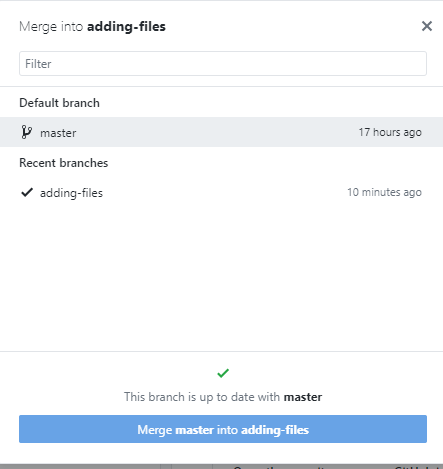 Merge into adding-files
Filter
Default branch
master 17 hours ago
Recent branches
adding-files 10 minutes ago
This branch is up to date with master
Merge master into adding-files